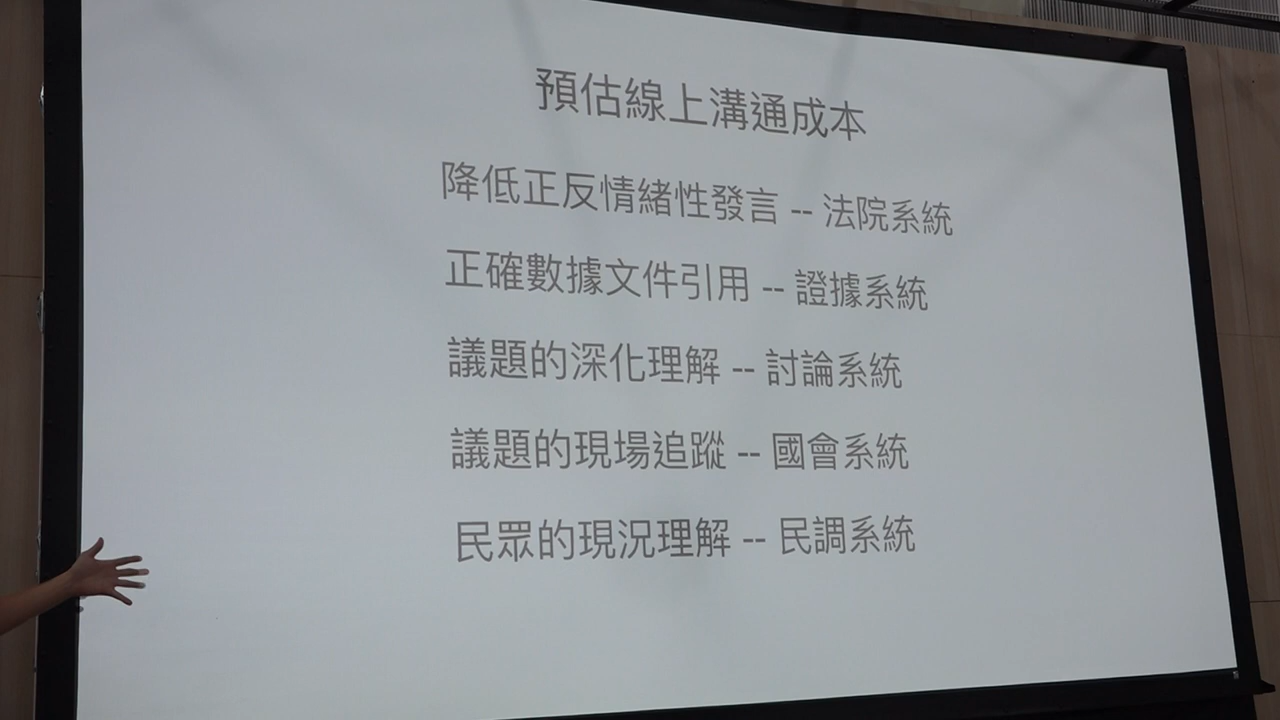 預估線上溝通成本
降低正反情緒性發言 -- 法院系統
正確數據文件引用 -- 證據系統
議題的深化理解 -- 討論系統
議題的現場追蹤 -- 國會系統
民眾的現況理解 -- 民調系統